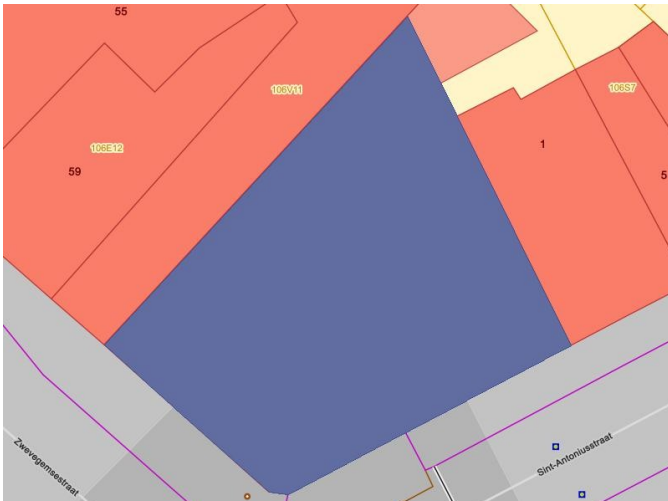 55
106V11
106S7
106E12
1
59
5
Zwevegemsestraat
Sint-Antoniusstraat